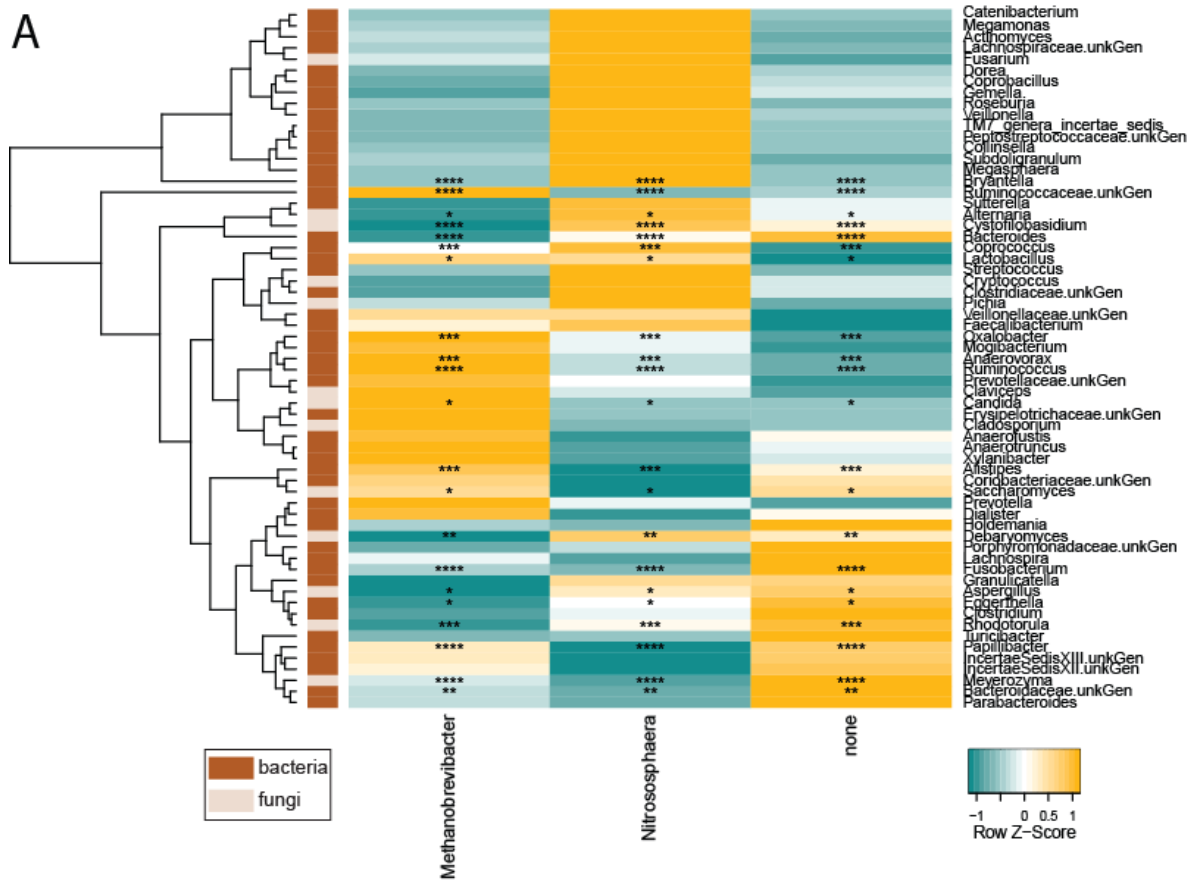 A
Catenibacterium
Megamonas
Actinomyces
Lachnospiraceae.unkGen
Fusarium
Dorea
Coprobacillus
Gemella.
Roseburia
Veillonella
TM7_genera_incertae_sedis
Peptostreptococcaceae.unkGen
Collinsella
Subdoligranulum
Megasphaera
**** **** **** Bryantella
**** **** **** Ruminococcaceae.unkGen
Sutterella
* * * Alternaria
**** **** **** Cystofilobasidium
**** **** **** Bacteroides
*** *** *** Coprococcus
* * * Lactobacillus
Streptococcus
Cryptococcus
Clostridiaceae.unkGen
Pichia
Veillonellaceae.unkGen
Faecalibacterium
*** *** *** Oxalobacter
Mogibacterium
*** *** *** Anaerovorax
**** **** **** Ruminococcus
Prevotellaceae.unkGen
Claviceps
* * * Candida
Erysipelotrichaceae.unkGen
Cladosporium
Anaerofustis
Anaerotruncus
Xylanibacter
*** *** *** Alistipes
Coriobacteriaceae.unkGen
* * * Saccharomyces
Prevotella
Dialister
Holdemania
** ** ** Debaryomyces
Porphyromonadaceae.unkGen
Lachnospira
**** **** **** Fusobacterium
Granulicatella
* * * Aspergillus
* * * Eggerthella
Clostridium
*** *** *** Rhodotorula
Turicibacter
**** **** **** Papillibacter
IncertaeSedisXIII.unkGen
IncertaeSedisXII.unkGen
**** **** **** Meyerozyma
** ** ** Bacteroidaceae.unkGen
Parabacteroides
Methanobrevibacter
Nitrososphaera
none
bacteria
fungi
−1 0 0.5 1
Row Z−Score